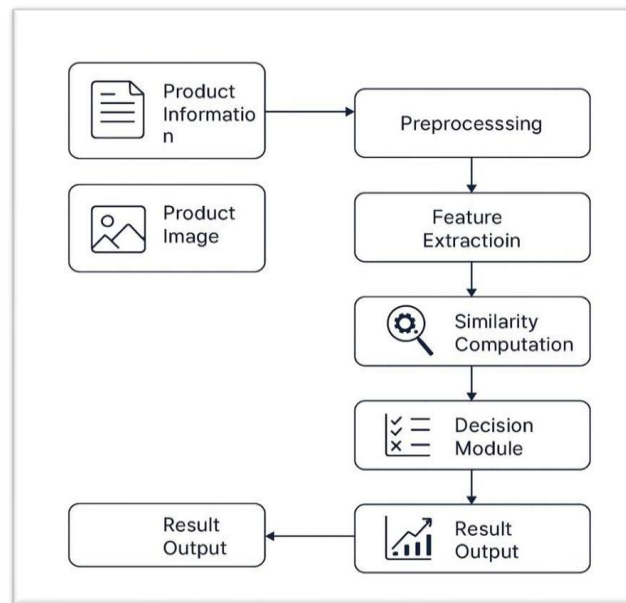 Product
Informatio
n
Preprocesssing
Product
Image
Feature
Extractioin
Similarity
Computation
Decision
Module
Result
Output
Result
Output